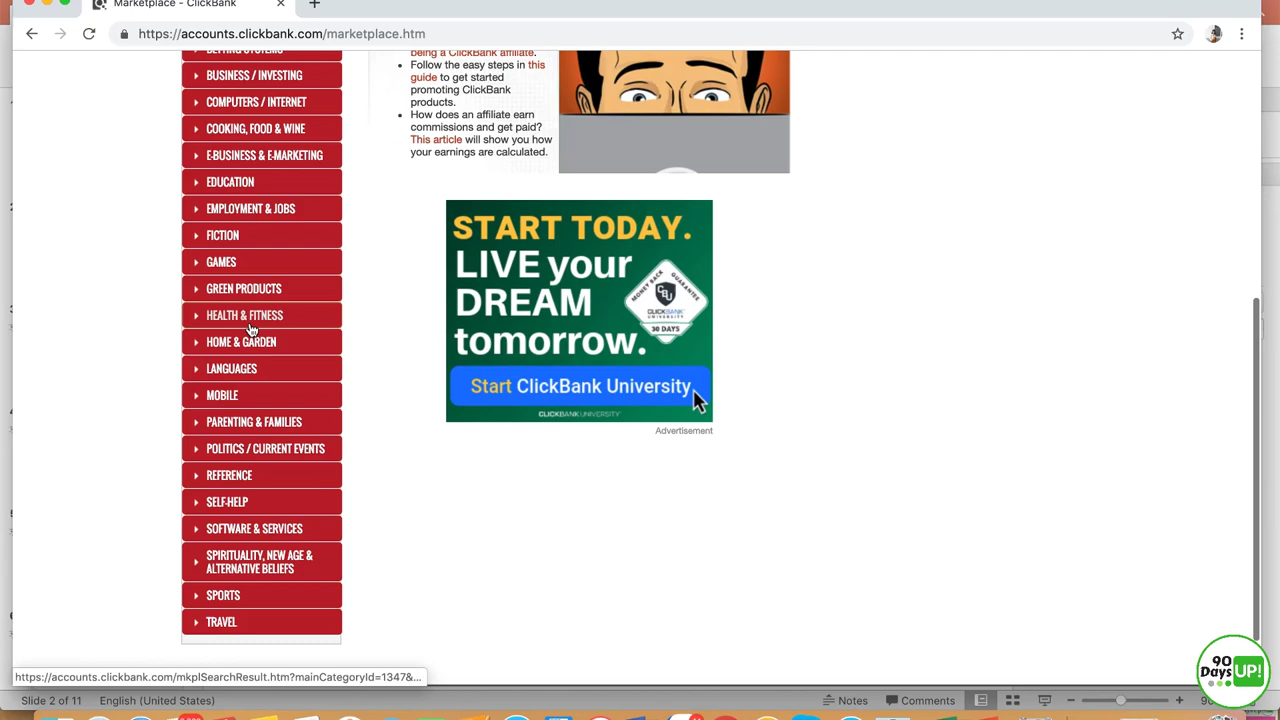 Marketplace - ClickBank
https://accounts.clickbank.com/marketplace.htm
BETTING SYSTEMS
BUSINESS / INVESTING
COMPUTERS / INTERNET
COOKING, FOOD & WINE
E-BUSINESS & E-MARKETING
EDUCATION
EMPLOYMENT & JOBS
FICTION
GAMES
GREEN PRODUCTS
HEALTH & FITNESS
HOME & GARDEN
LANGUAGES
MOBILE
PARENTING & FAMILIES
POLITICS / CURRENT EVENTS
REFERENCE
SELF-HELP
SOFTWARE & SERVICES
SPIRITUALITY, NEW AGE &
ALTERNATIVE BELIEFS
SPORTS
TRAVEL
being a ClickBank affiliate.
• Follow the easy steps in this
guide to get started
promoting ClickBank
products.
• How does an affiliate earn
commissions and get paid?
This article will show you how
your earnings are calculated.
START TODAY.
LIVE your
DREAM
tomorrow.
MONEY BACK GUARANTEE
CBU
CLICKBANK
UNIVERSITY
30 DAYS
Start ClickBank University
CLICKBANK UNIVERSITY
Advertisement
https://accounts.clickbank.com/mkplSearchResult.htm?mainCategoryId=1347&...
Slide 2 of 11
English (United States)
Notes
Comments
90
Days UP!